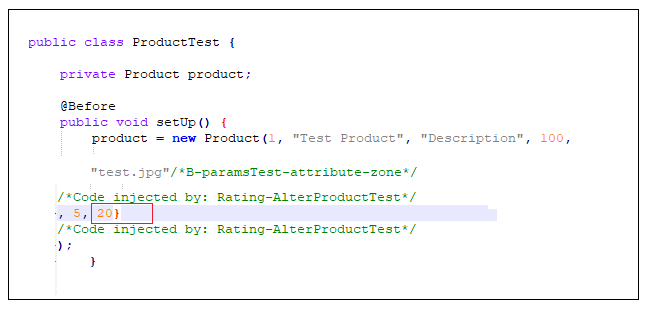 public class ProductTest {
private Product product;
@Before
public void setUp() {
product = new Product(1, "Test Product", "Description", 100,
"test.jpg"/*B-paramsTest-attribute-zone*/
/*Code injected by: Rating-AlterProductTest*/
, 5, 20}
/*Code injected by: Rating-AlterProductTest*/
);
}